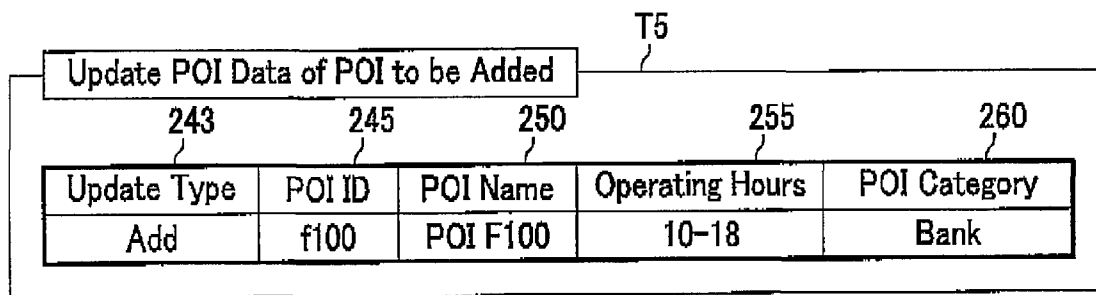 T5
Update POI Data of POI to be Added
243 245 250 255 260
Update Type POI ID POI Name Operating Hours POI Category
Add f100 POI F100 10-18 Bank